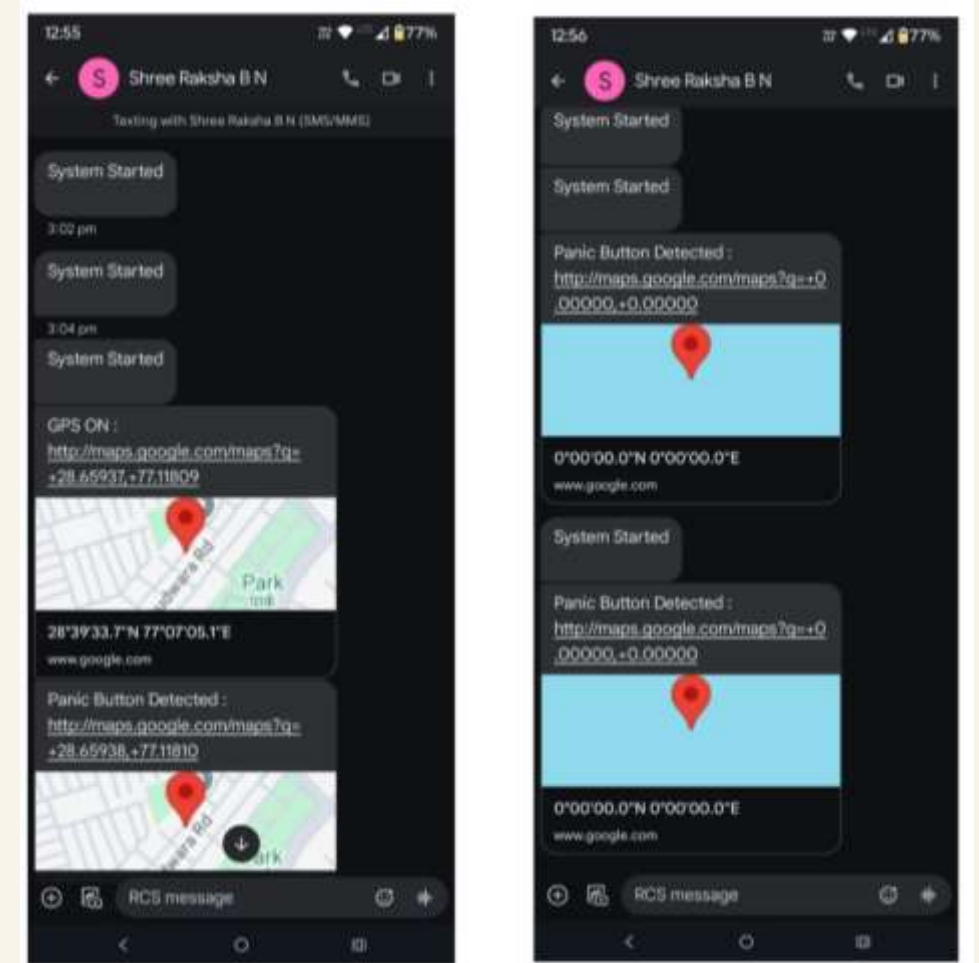 12:55
77%
S
Shree Raksha B N
Texting with Shree Raksha B N (SMS/MMS)
System Started
3:02 pm
System Started
3:04 pm
System Started
GPS ON :
http://maps.google.com/maps?q=
+28.65937,+77.11809
Rd
Park
28°39'33.7"N 77°07'05.1"E
www.google.com
Panic Button Detected :
http://maps.google.com/maps?q=
+28.65938,+77.11810
Rd
RCS message
12:56
77%
S
Shree Raksha B N
System Started
System Started
Panic Button Detected :
http://maps.google.com/maps?q=+0
.00000,+0.00000
0°00'00.0"N 0°00'00.0"E
www.google.com
System Started
Panic Button Detected :
http://maps.google.com/maps?q=+0
.00000,+0.00000
0°00'00.0"N 0°00'00.0"E
www.google.com
RCS message